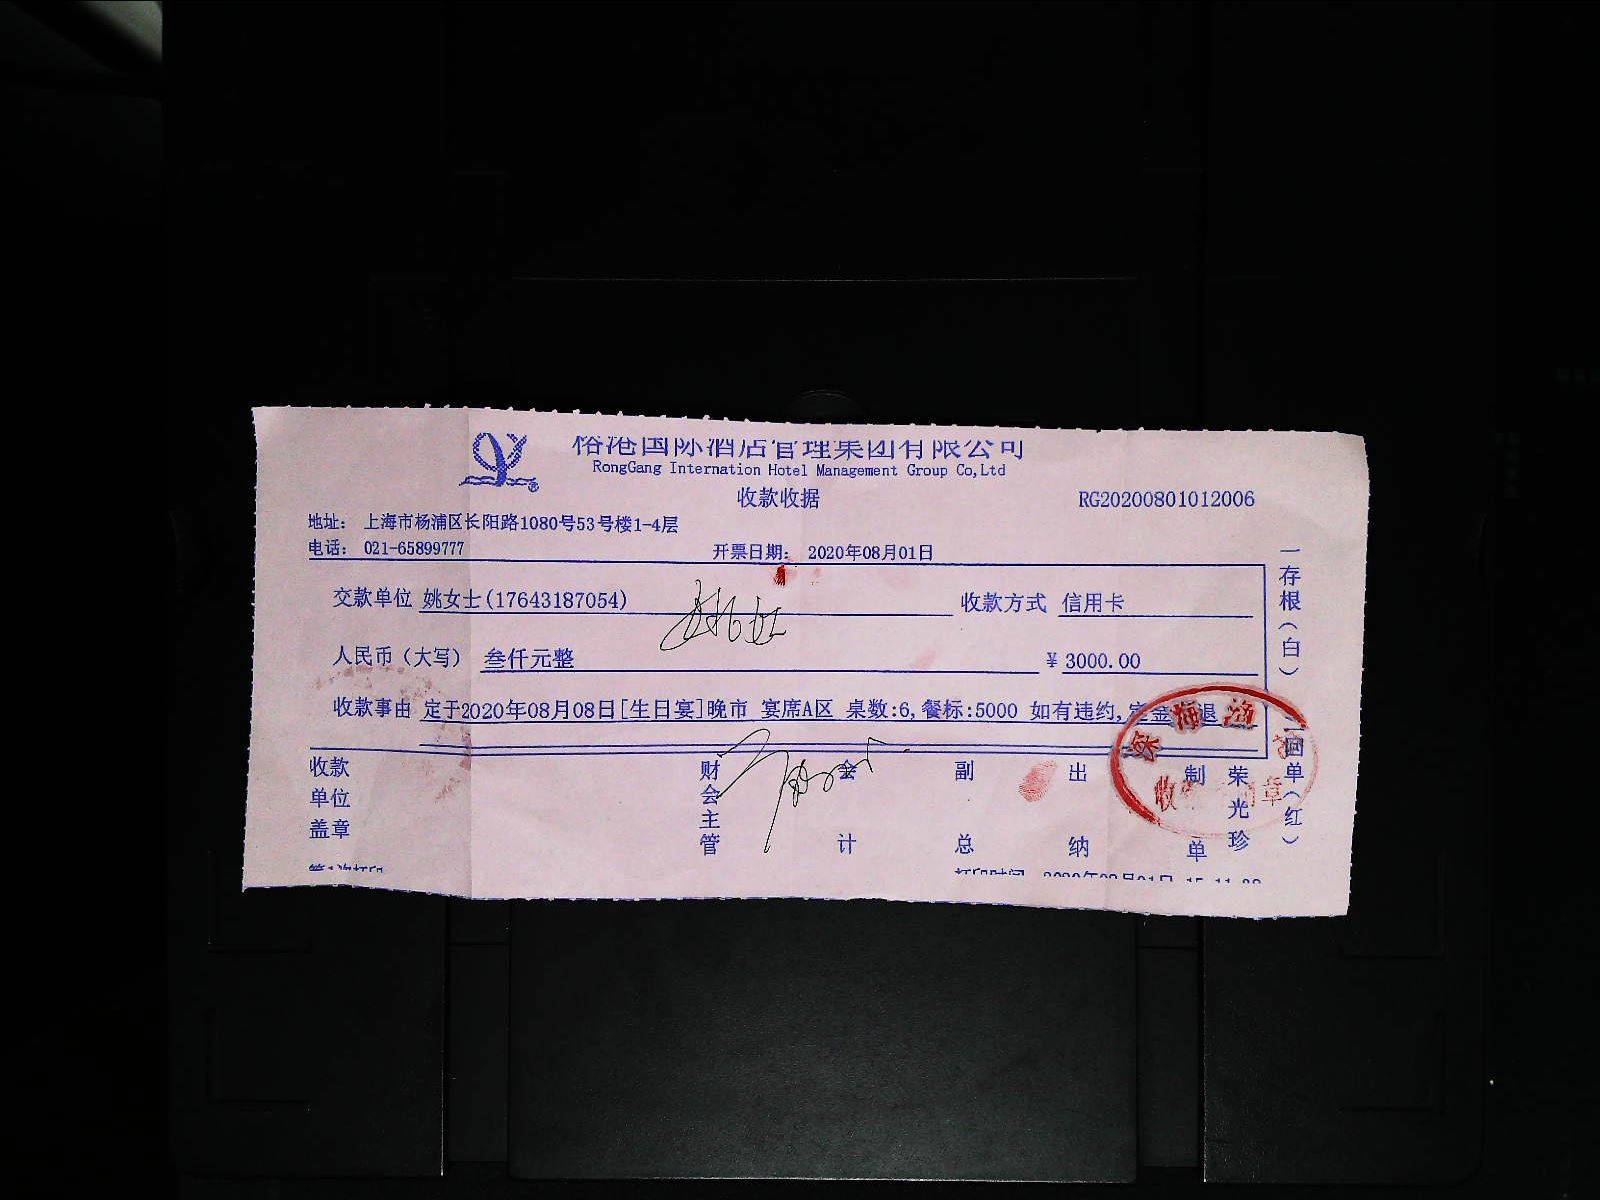 国际酒店管理集团有限公司
RongGang Internation Hotel Management Group Co,Ltd
收款收据
RG20200801012006
地址: 上海市杨浦区长阳路1080号53号楼1-4层
电话: 021-65899777
开票日期: 2020年08月01日
交款单位 姚女士(17643187054)
收款方式 信用卡
人民币(大写) 叁仟元整
¥ 3000.00
收款事由 定于2020年08月08日[生日宴]晚市 宴席A区 桌数:6,餐标:5000 如有违约,定金 退
收款单位盖章
财会主管
会计
副总
出纳
制单
荣光珍
一存根(白)
二回单(红)